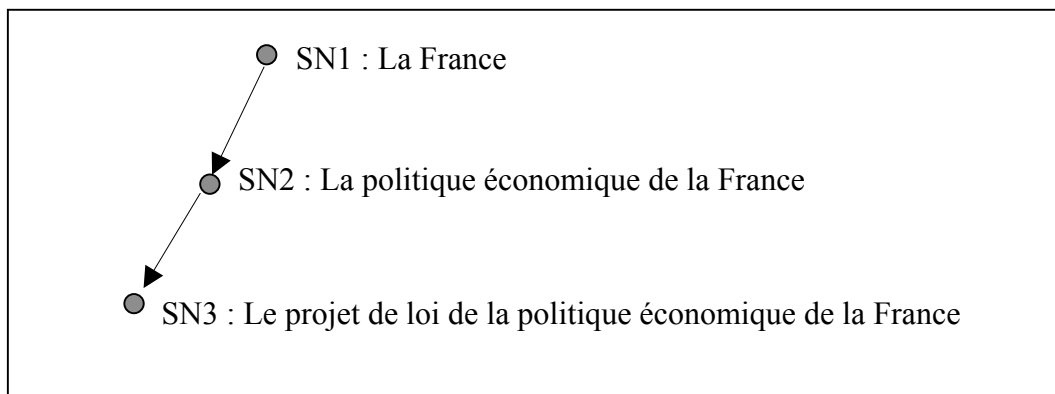 SN1 : La France
SN2 : La politique économique de la France
SN3 : Le projet de loi de la politique économique de la France